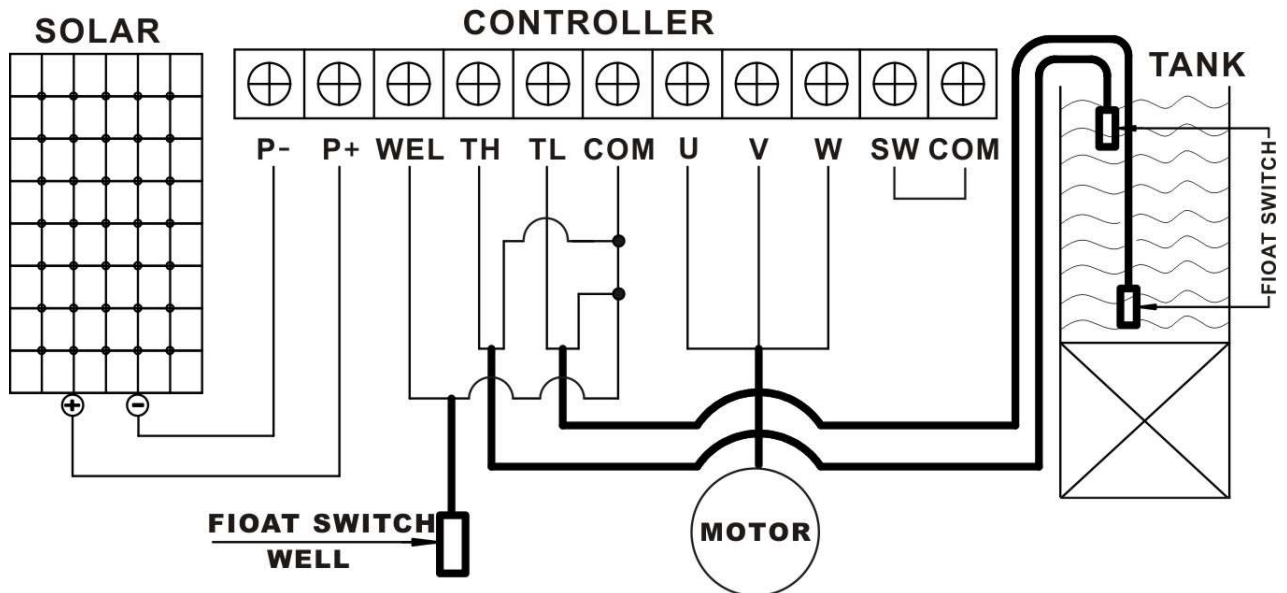 CONTROLLER
SOLAR
TANK
P- P+ WEL TH TL COM U V W SW COM
FIOAT SWITCH
+ -
FIOAT SWITCH
WELL
MOTOR